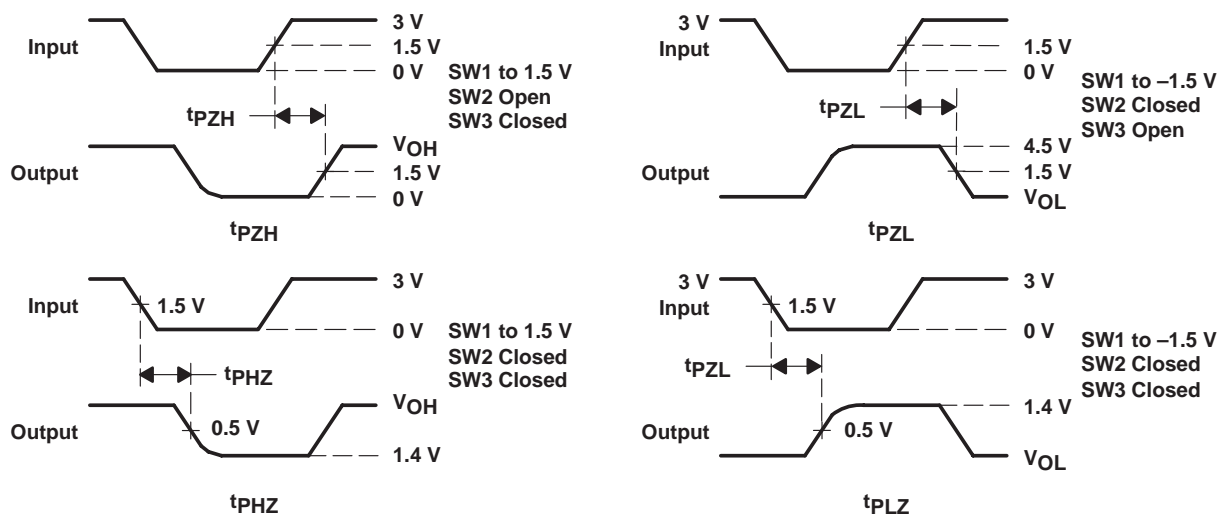 Input
3 V
1.5 V
0 V
SW1 to 1.5 V
SW2 Open
SW3 Closed
tPZH
Output
VOH
1.5 V
0 V
tPZH
3 V
Input
1.5 V
0 V
SW1 to –1.5 V
SW2 Closed
SW3 Open
tPZL
Output
4.5 V
1.5 V
VOL
tPZL
Input
3 V
1.5 V
0 V
SW1 to 1.5 V
SW2 Closed
SW3 Closed
tPHZ
Output
VOH
0.5 V
1.4 V
tPHZ
3 V
Input
3 V
1.5 V
0 V
SW1 to –1.5 V
SW2 Closed
SW3 Closed
tPZL
Output
1.4 V
0.5 V
VOL
tPLZ